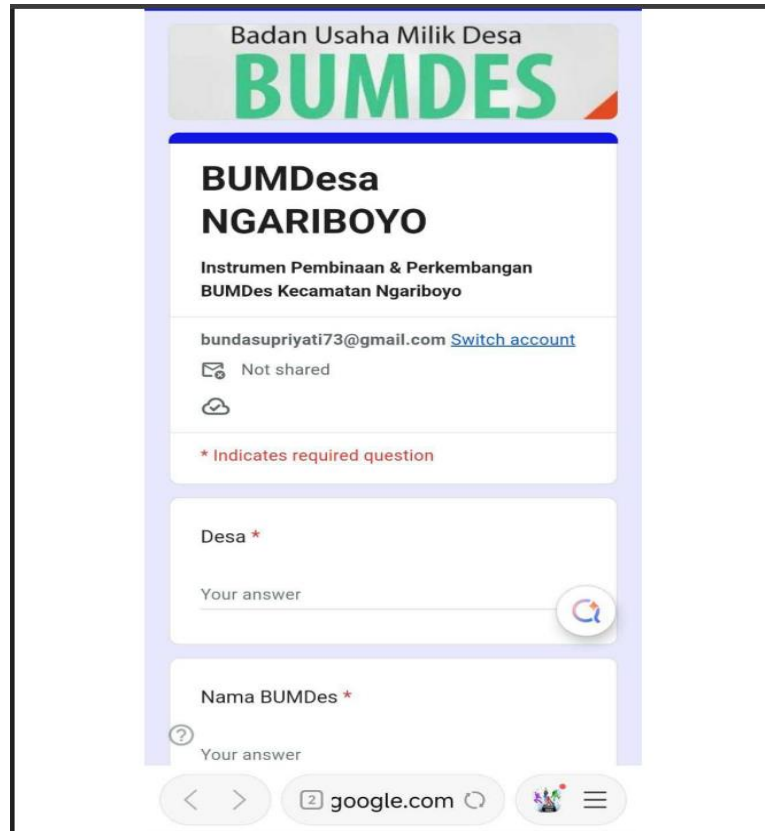 Badan Usaha Milik Desa
BUMDES
BUMDesa
NGARIBOYO
Instrumen Pembinaan & Perkembangan
BUMDes Kecamatan Ngariboyo
bundasupriyati73@gmail.com Switch account
Not shared
* Indicates required question
Desa *
Your answer
Nama BUMDes *
?
Your answer
2 google.com